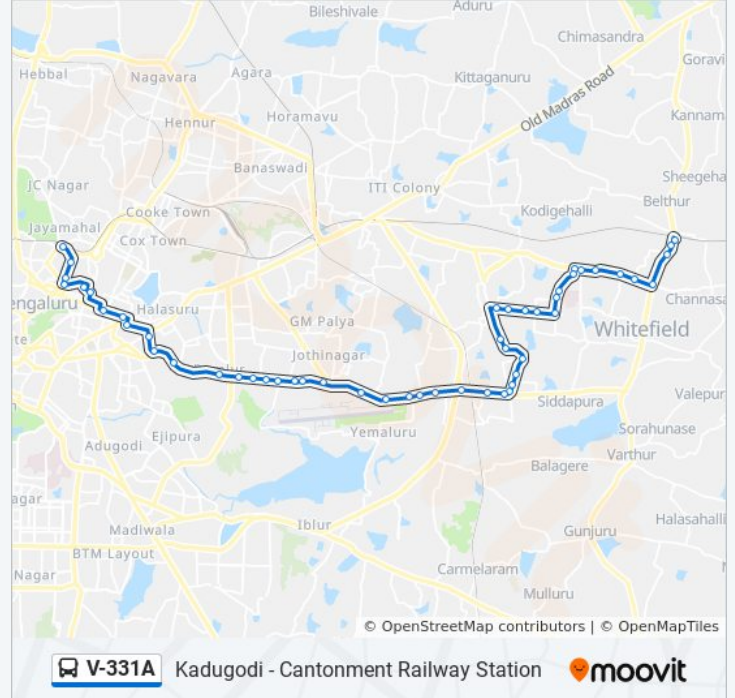 Bileshivale
Aduru
Chimasandra
Hebbal
Nagavara
Agara
Kittaganuru
Goravi
Old Madras Road
Hennur
Horamavu
Kannam
Banaswadi
JC Nagar
ITI Colony
Sheegeha
Belthur
Cooke Town
Kodigehalli
Jayamahal
Cox Town
engaluru
Halasuru
Channasa
GM Palya
Whitefield
te
Jothinagar
Siddapura
Valepur
Yemaluru
Sorahunase
Adugodi
Ejipura
Varthur
Balagere
agar
Iblur
Halasahalli
Madiwala
Gunjuru
BTM Layout
Nagar
Carmelaram
Mulluru
© OpenStreetMap contributors | © OpenMapTiles
V-331A Kadugodi - Cantonment Railway Station moovit